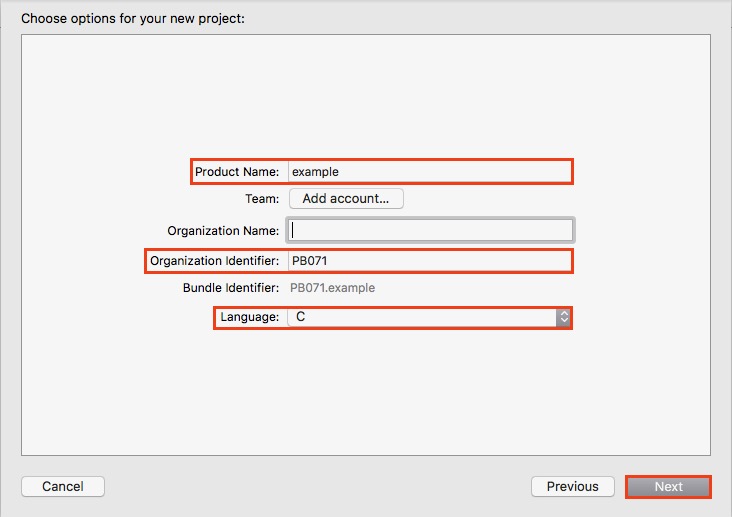 Choose options for your new project:
Product Name: example
Team: Add account...
Organization Name:
Organization Identifier: PB071
Bundle Identifier: PB071.example
Language: C
Cancel Previous Next